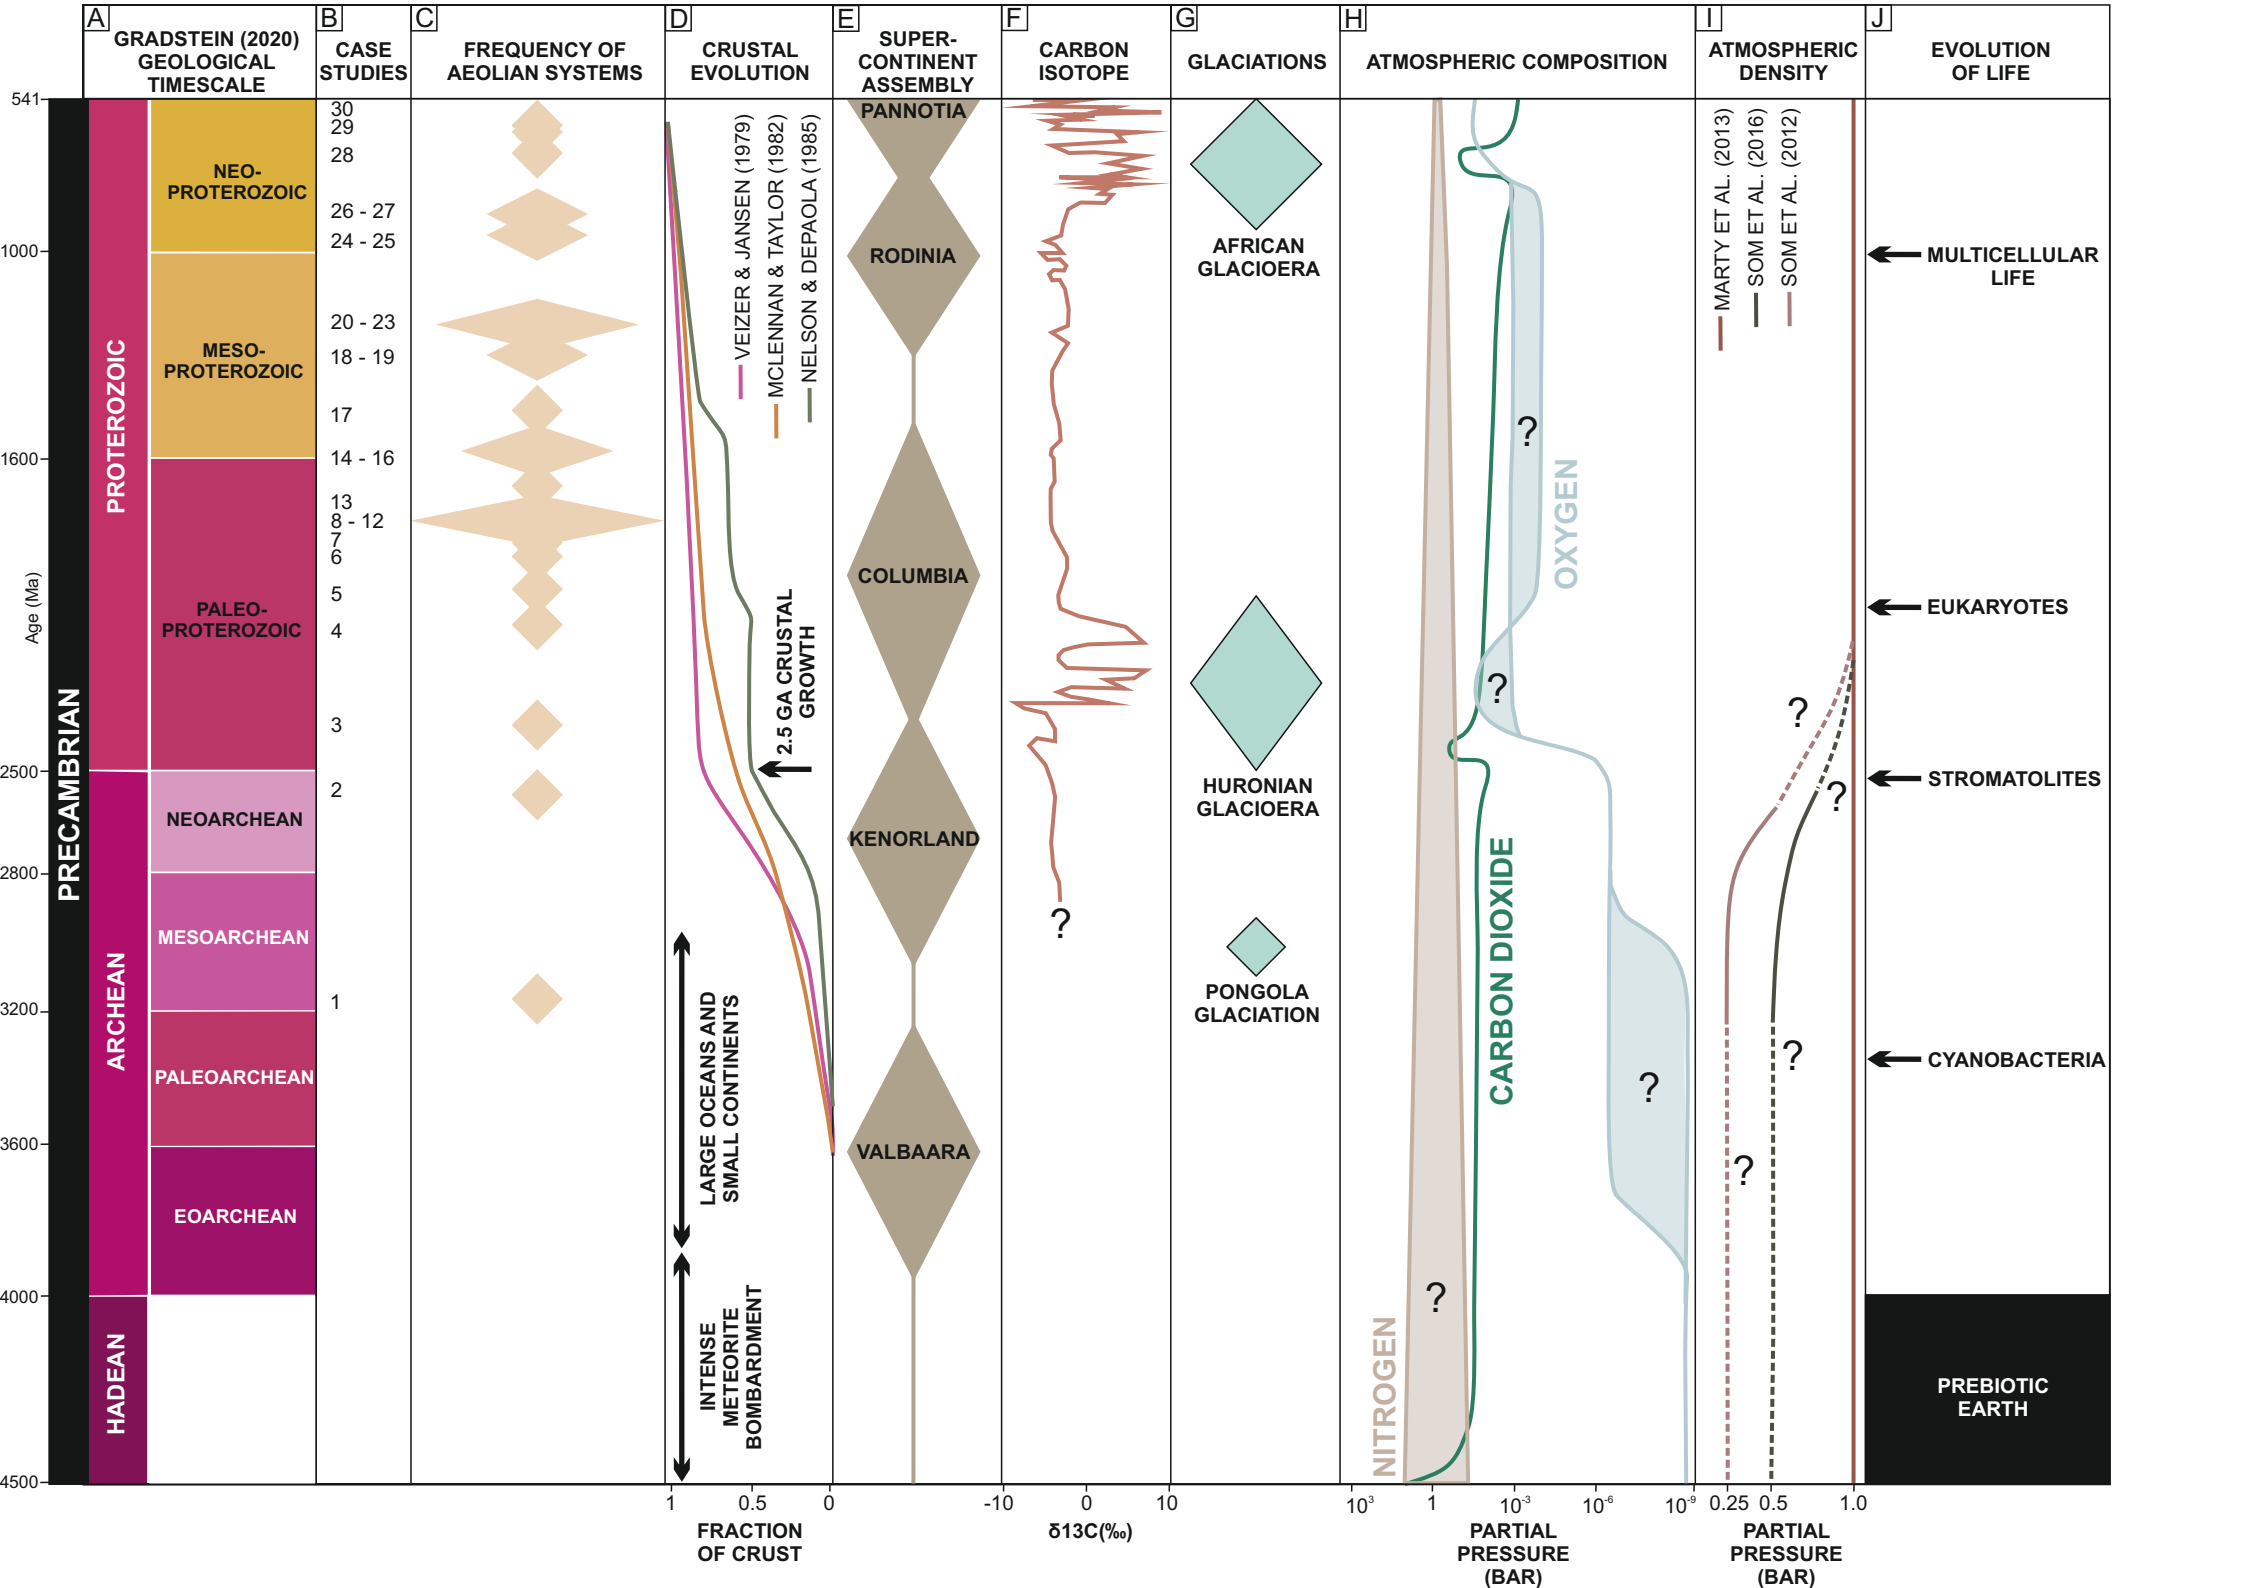 A
GRADSTEIN (2020)
GEOLOGICAL
TIMESCALE
B
CASE
STUDIES
C
FREQUENCY OF
AEOLIAN SYSTEMS
D
CRUSTAL
EVOLUTION
E
SUPER-
CONTINENT
ASSEMBLY
F
CARBON
ISOTOPE
G
GLACIATIONS
H
ATMOSPHERIC COMPOSITION
I
ATMOSPHERIC
DENSITY
J
EVOLUTION
OF LIFE
Age (Ma)
541
1000
1600
2500
2800
3200
3600
4000
4500
PRECAMBRIAN
PROTEROZOIC
ARCHEAN
HADEAN
NEO-
PROTEROZOIC
MESO-
PROTEROZOIC
PALEO-
PROTEROZOIC
NEOARCHEAN
MESOARCHEAN
PALEOARCHEAN
EOARCHEAN
30
29
28
26 - 27
24 - 25
20 - 23
18 - 19
17
14 - 16
13
8 - 12
7
6
5
4
3
2
1
VEIZER & JANSEN (1979)
MCLENNAN & TAYLOR (1982)
NELSON & DEPAOLA (1985)
2.5 GA CRUSTAL
GROWTH
LARGE OCEANS AND
SMALL CONTINENTS
INTENSE
METEORITE
BOMBARDMENT
1
0.5
0
FRACTION
OF CRUST
PANNOTIA
RODINIA
COLUMBIA
KENORLAND
VALBAARA
?
-10
0
10
δ13C(‰)
AFRICAN
GLACIOERA
HURONIAN
GLACIOERA
PONGOLA
GLACIATION
?
OXYGEN
?
CARBON DIOXIDE
?
?
NITROGEN
10³
1
10⁻³
10⁻⁶
10⁻⁹
PARTIAL
PRESSURE
(BAR)
MARTY ET AL. (2013)
SOM ET AL. (2016)
SOM ET AL. (2012)
?
?
?
?
0.25
0.5
1.0
PARTIAL
PRESSURE
(BAR)
MULTICELLULAR
LIFE
EUKARYOTES
STROMATOLITES
CYANOBACTERIA
PREBIOTIC
EARTH